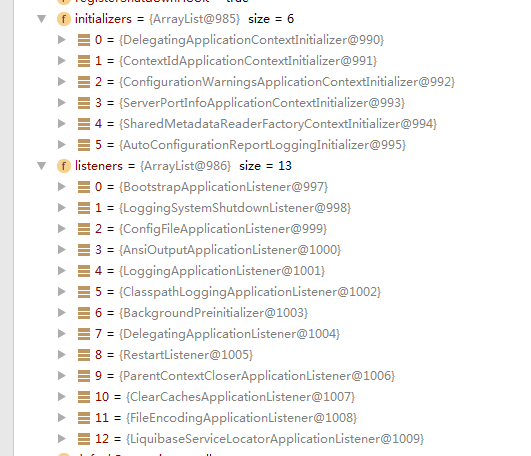 initializers = {ArrayList@985} size = 6
0 = {DelegatingApplicationContextInitializer@990}
1 = {ContextIdApplicationContextInitializer@991}
2 = {ConfigurationWarningsApplicationContextInitializer@992}
3 = {ServerPortInfoApplicationContextInitializer@993}
4 = {SharedMetadataReaderFactoryContextInitializer@994}
5 = {AutoConfigurationReportLoggingInitializer@995}
listeners = {ArrayList@986} size = 13
0 = {BootstrapApplicationListener@997}
1 = {LoggingSystemShutdownListener@998}
2 = {ConfigFileApplicationListener@999}
3 = {AnsiOutputApplicationListener@1000}
4 = {LoggingApplicationListener@1001}
5 = {ClasspathLoggingApplicationListener@1002}
6 = {BackgroundPreinitializer@1003}
7 = {DelegatingApplicationListener@1004}
8 = {RestartListener@1005}
9 = {ParentContextCloserApplicationListener@1006}
10 = {ClearCachesApplicationListener@1007}
11 = {FileEncodingApplicationListener@1008}
12 = {LiquibaseServiceLocatorApplicationListener@1009}